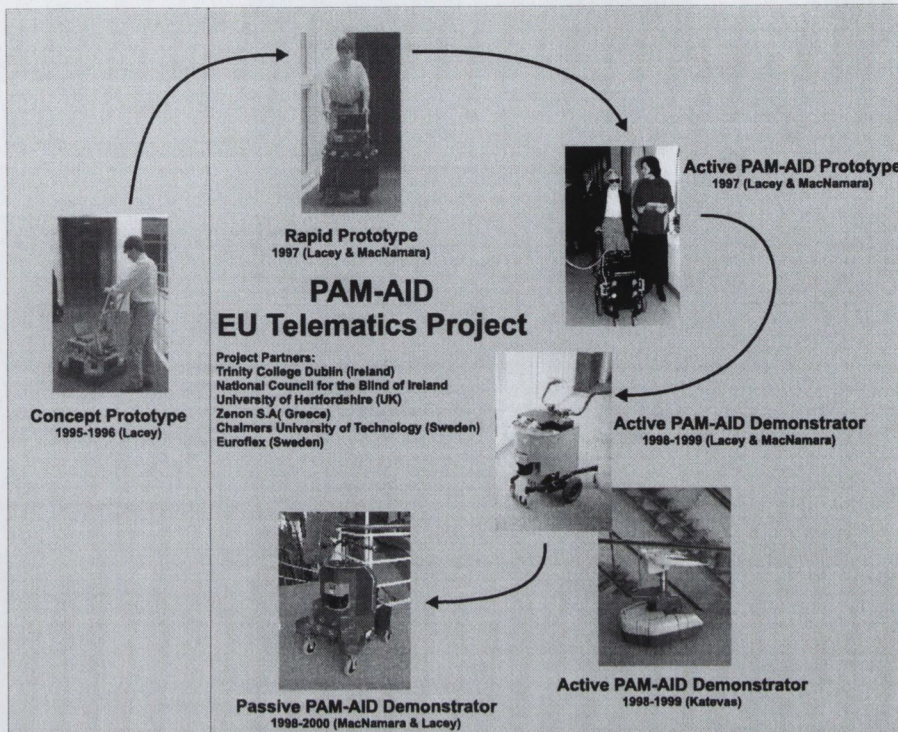 Rapid Prototype
1997 (Lacey & MacNamara)
Active PAM-AID Prototype
1997 (Lacey & MacNamara)
PAM-AID
EU Telematics Project
Project Partners:
Trinity College Dublin (Ireland)
National Council for the Blind of Ireland
University of Hertfordshire (UK)
Zenon S.A( Greece)
Chalmers University of Technology (Sweden)
Euroflex (Sweden)
Concept Prototype
1995-1996 (Lacey)
Active PAM-AID Demonstrator
1998-1999 (Lacey & MacNamara)
Passive PAM-AID Demonstrator
1998-2000 (MacNamara & Lacey)
Active PAM-AID Demonstrator
1998-1999 (Katevas)